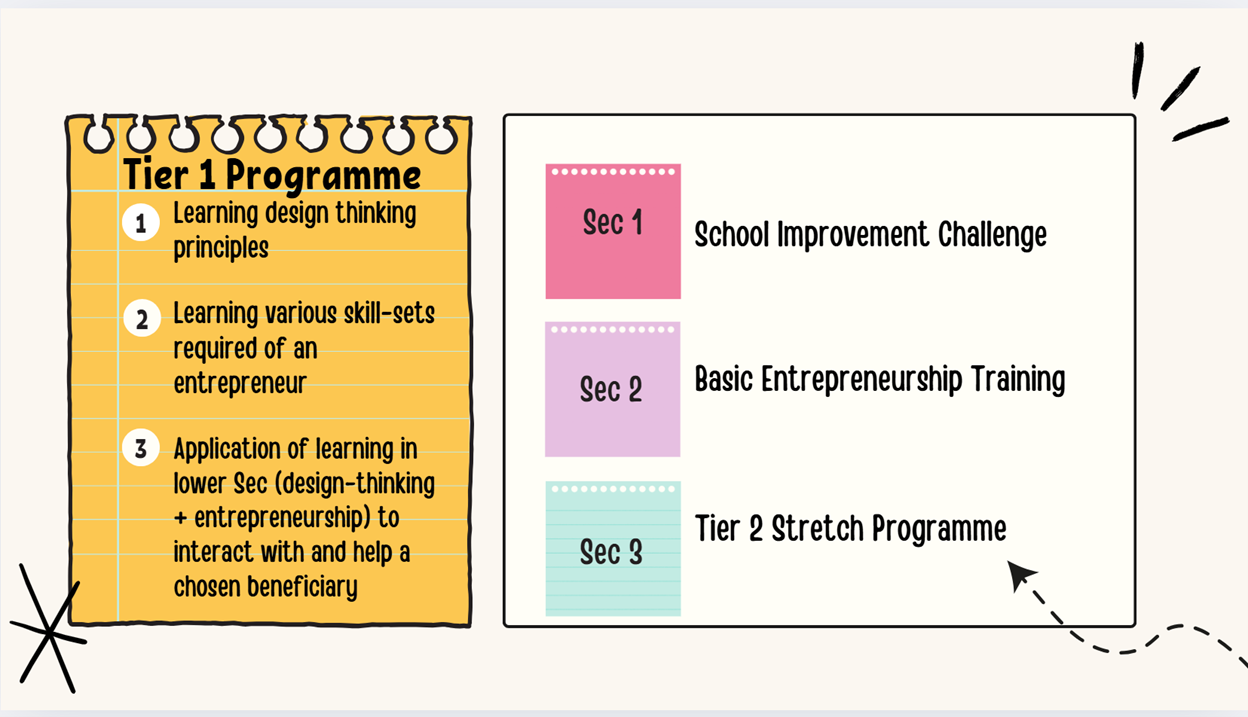 Tier 1 Programme
1
Learning design thinking
principles
2
Learning various skill-sets
required of an
entrepreneur
3
Application of learning in
lower Sec (design-thinking
+ entrepreneurship) to
interact with and help a
chosen beneficiary
Sec 1
School Improvement Challenge
Sec 2
Basic Entrepreneurship Training
Sec 3
Tier 2 Stretch Programme